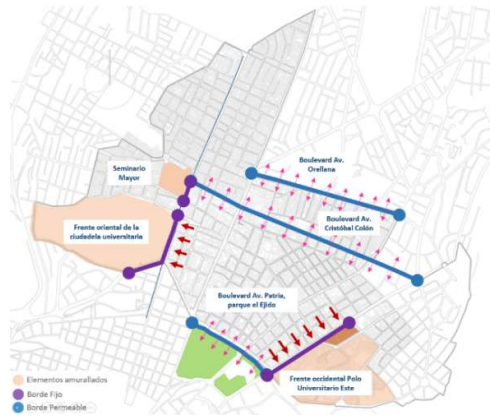 Boulevard Av.
Orellana
Seminario
Mayor
Boulevard Av.
Cristóbal Colón
Frente oriental de la
ciudadela universitaria
Boulevard Av. Patria,
parque el Ejido
Frente occidental Polo
Universitario Este
Elementos amurallados
Borde Fijo
Borde Permeable